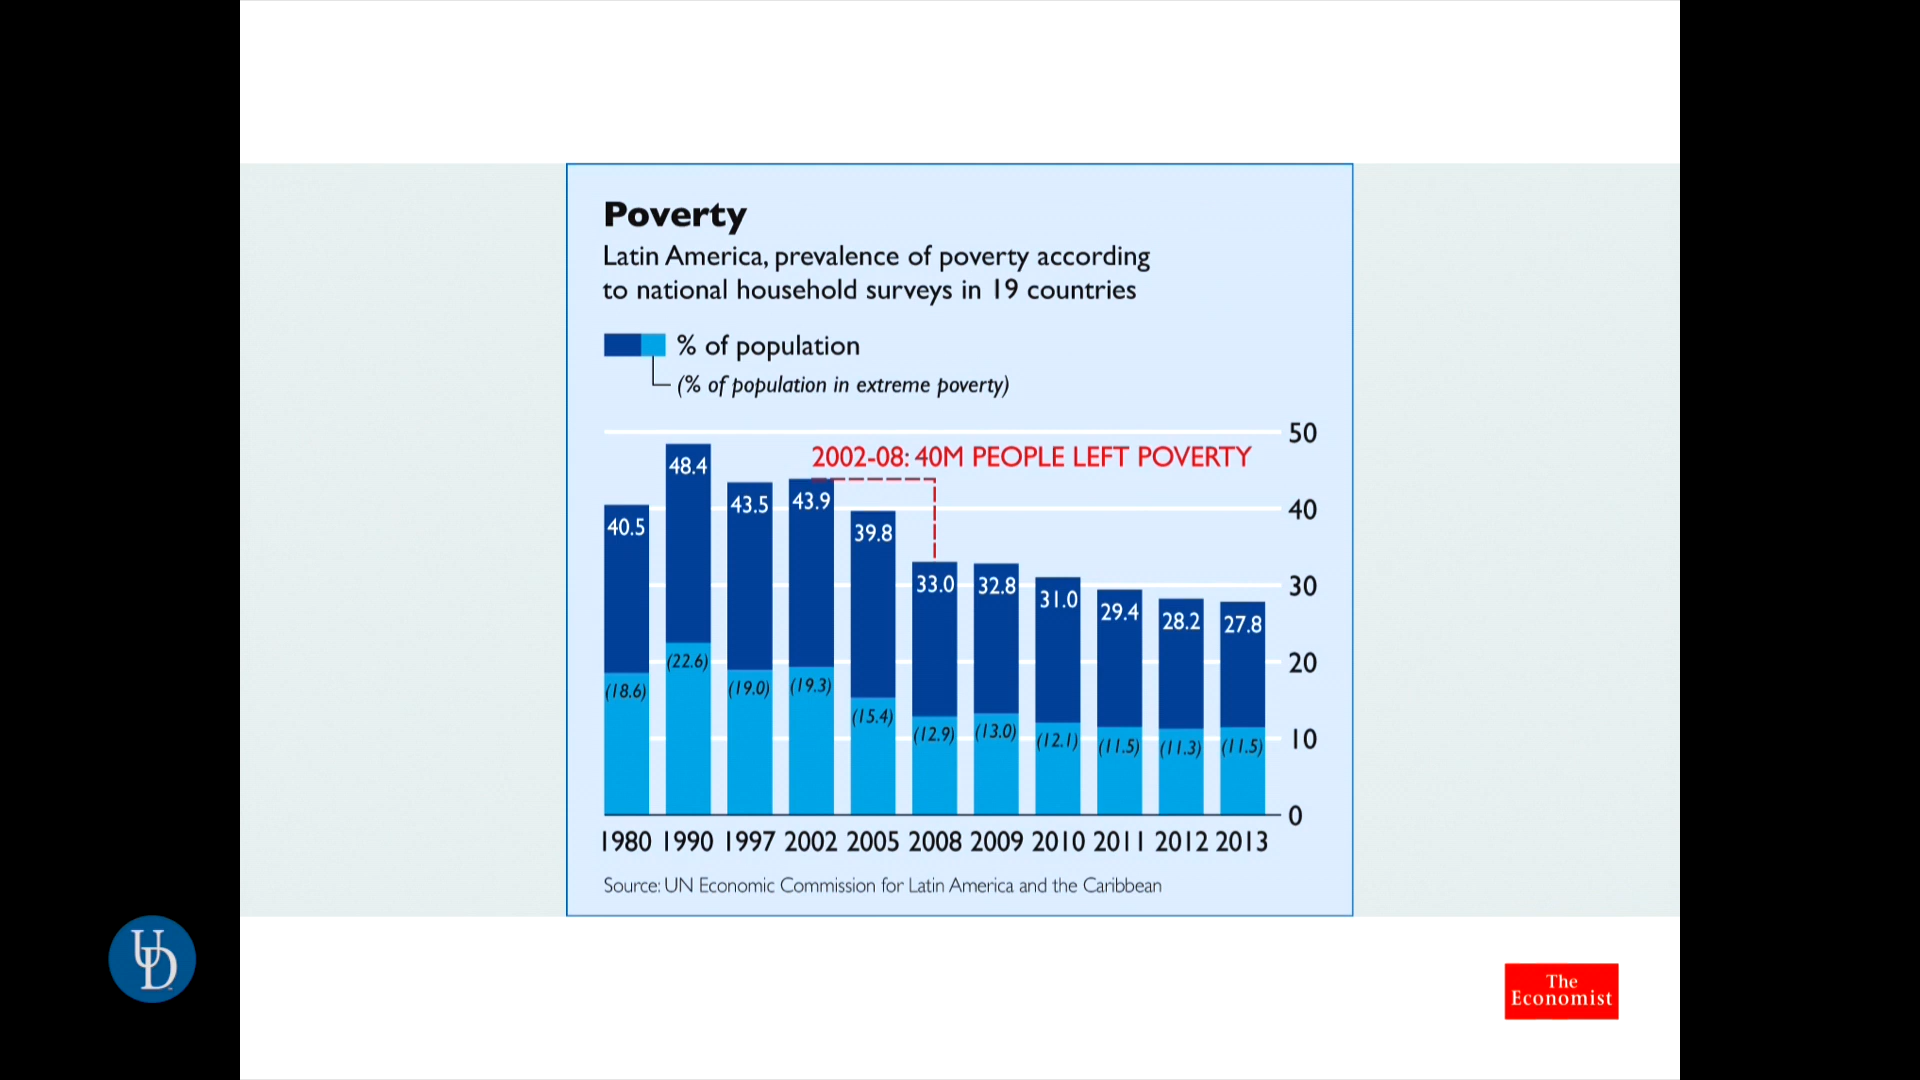 Poverty
Latin America, prevalence of poverty according
to national household surveys in 19 countries
% of population
(% of population in extreme poverty)
50
2002-08: 40M PEOPLE LEFT POVERTY
48.4
43.5
43.9
40
40.5
39.8
33.0
32.8
30
31.0
29.4
28.2
27.8
20
(18.6)
(22.6)
(19.0)
(19.3)
(15.4)
(12.9)
(13.0)
(12.1)
(11.5)
(11.3)
(11.5)
10
0
1980 1990 1997 2002 2005 2008 2009 2010 2011 2012 2013
Source: UN Economic Commission for Latin America and the Caribbean
UD
The
Economist